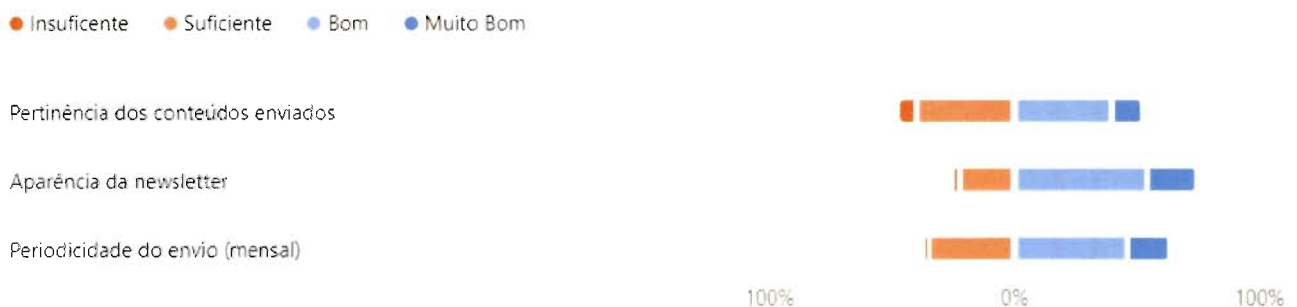 Insuficente Suficiente Bom Muito Bom
Pertinência dos conteúdos enviados
Aparência da newsletter
Periodicidade do envio (mensal)
100% 0% 100%